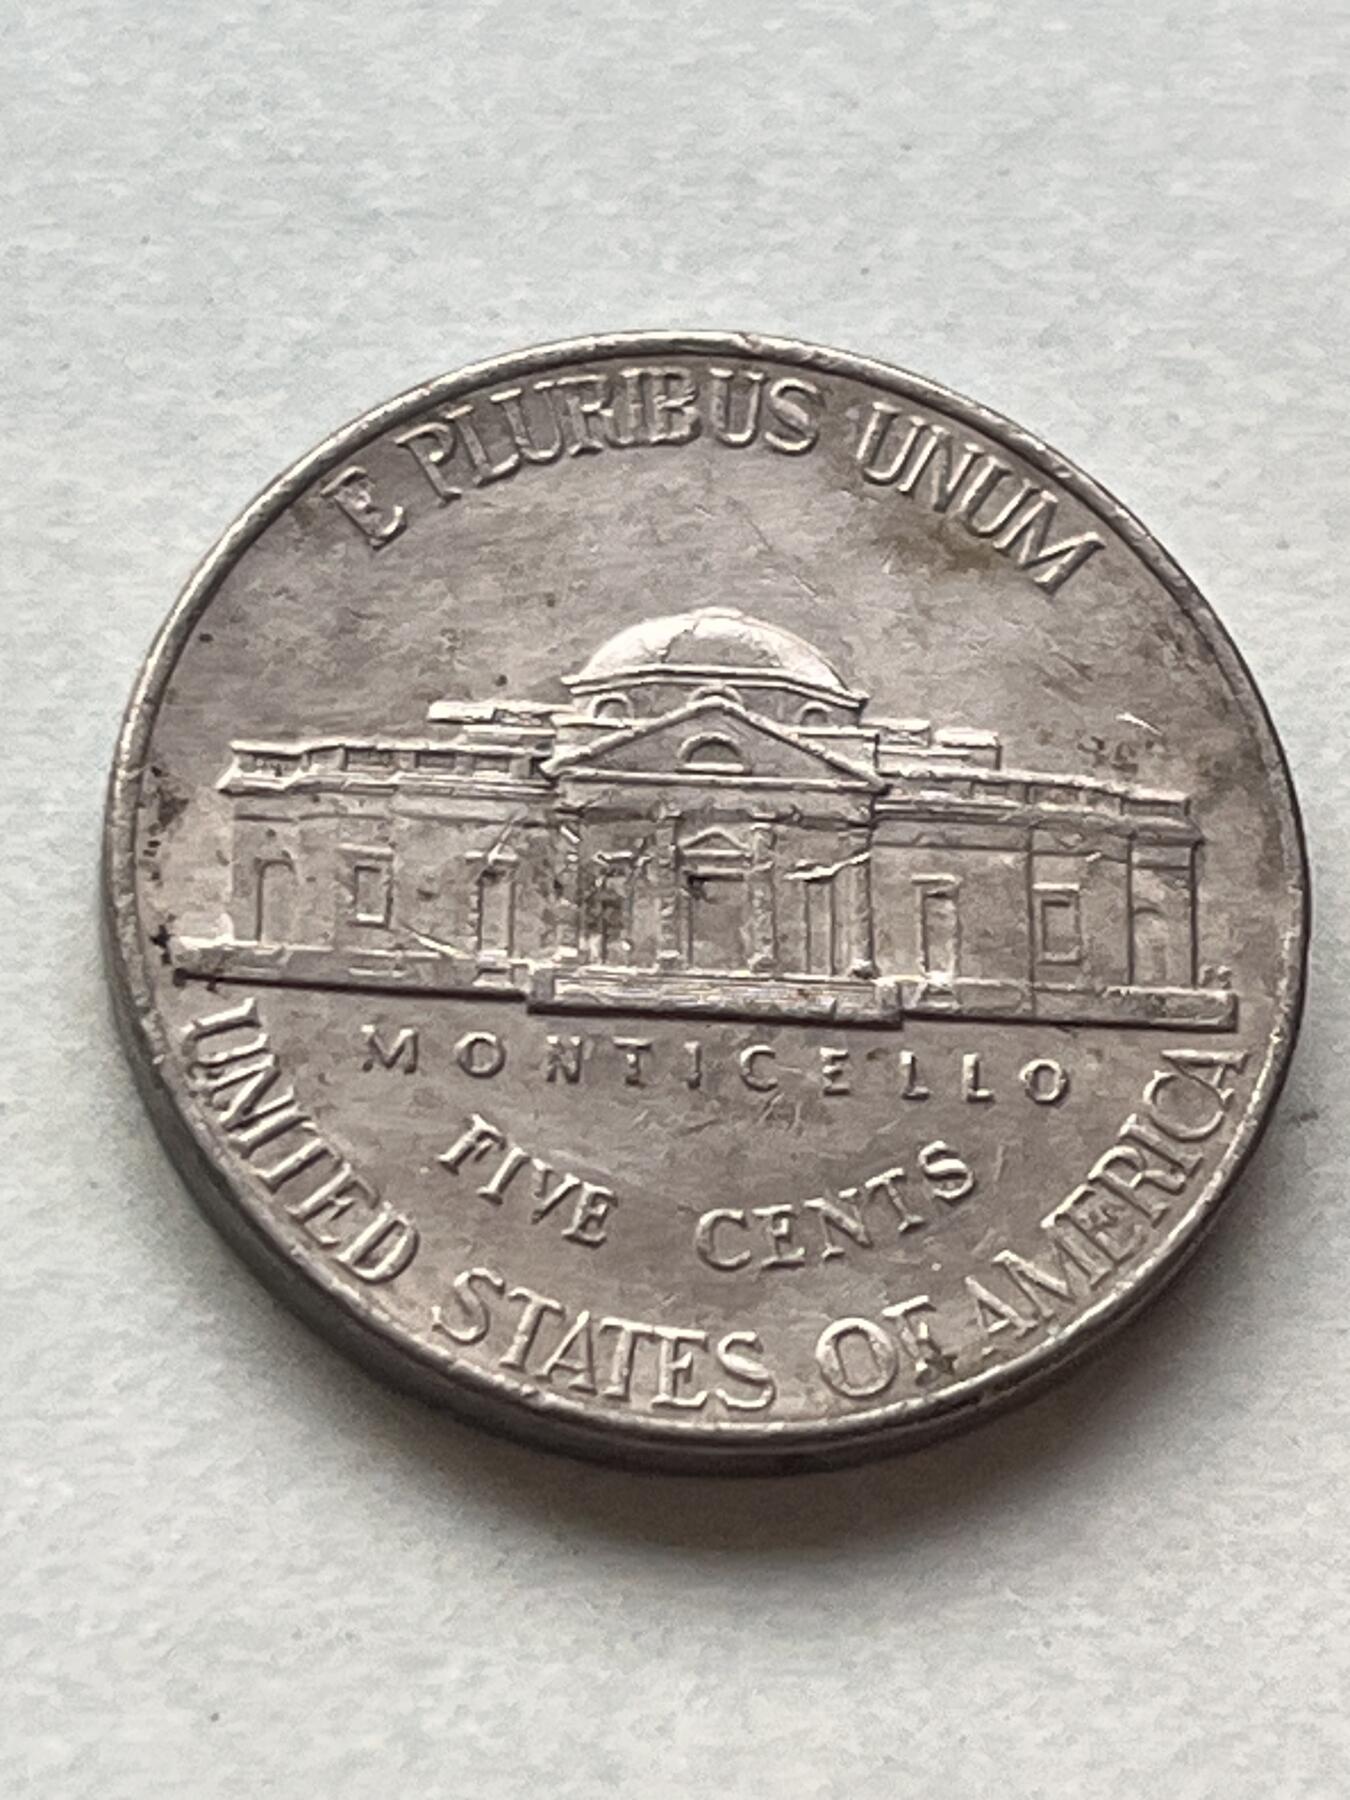 E PLURIBUS UNUM
MONTICELLO
FIVE CENTS
UNITED STATES OF AMERICA